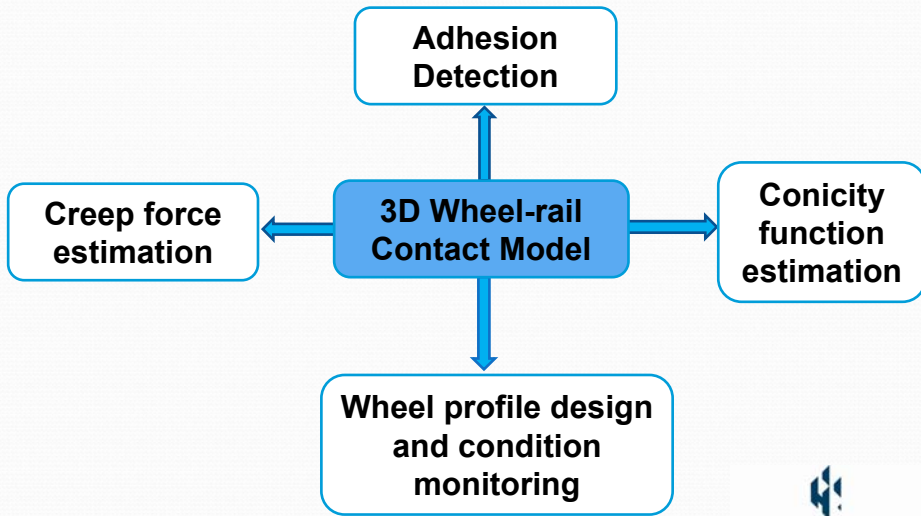 Adhesion
Detection
Creep force
estimation
3D Wheel-rail
Contact Model
Conicity
function
estimation
Wheel profile design
and condition
monitoring